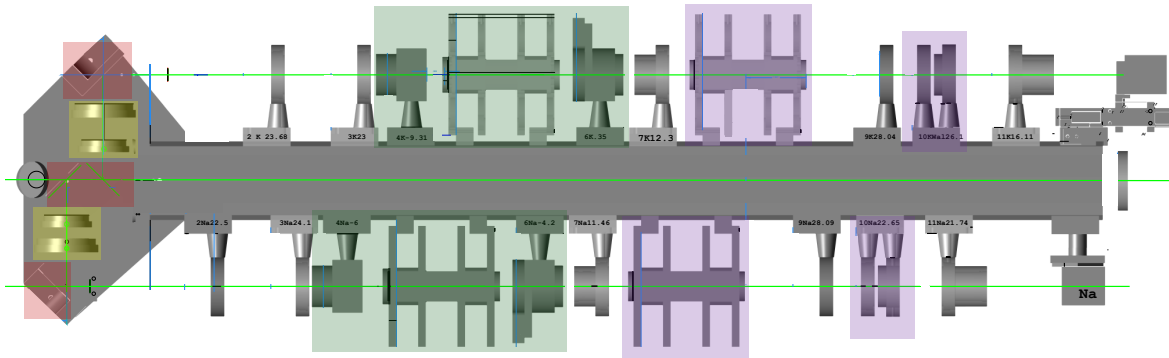 2 K 23.68
3K23
4K-9.31
6K.35
7K12.3
9K28.04
10KWal26.1
11K16.11
2Na22.5
3Na24.1
4Na-6
6Na-4.2
7Na11.46
9Na28.09
10Na22.65
11Na21.74
Na